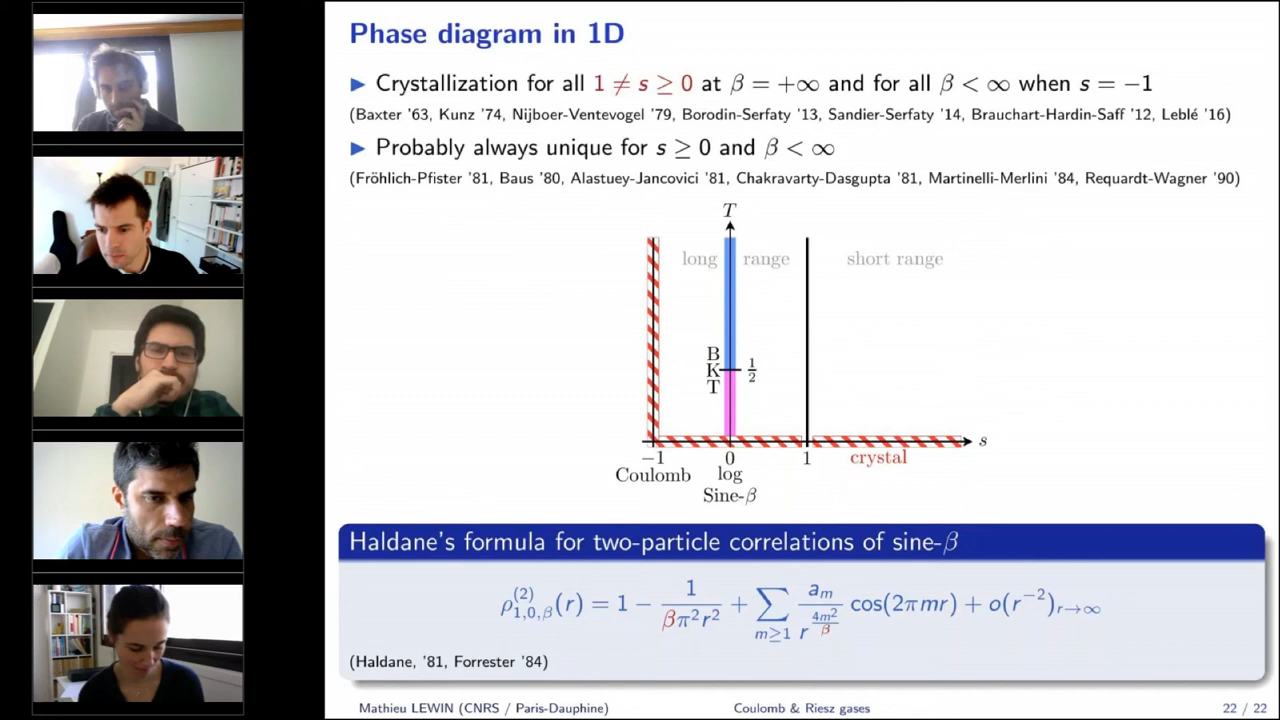 Phase diagram in 1D
▶ Crystallization for all 1 ≠ s ≥ 0 at β = +∞ and for all β < ∞ when s = −1
(Baxter '63, Kunz '74, Nijboer-Ventevogel '79, Borodin-Serfaty '13, Sandier-Serfaty '14, Brauchart-Hardin-Saff '12, Leblé '16)
▶ Probably always unique for s ≥ 0 and β < ∞
(Fröhlich-Pfister '81, Baus '80, Alastuey-Jancovici '81, Chakravarty-Dasgupta '81, Martinelli-Merlini '84, Requardt-Wagner '90)
T
long range short range
B
K 1/2
T
s
−1 0 1 crystal
Coulomb log
Sine-β
Haldane's formula for two-particle correlations of sine-β
ρ^{(2)}_{1,0,β}(r) = 1 − 1/(βπ²r²) + ∑_{m≥1} a_m / r^{4m²/β} cos(2πmr) + o(r^{−2})_{r→∞}
(Haldane, '81, Forrester '84)
Mathieu LEWIN (CNRS / Paris-Dauphine) Coulomb & Riesz gases 22 / 22